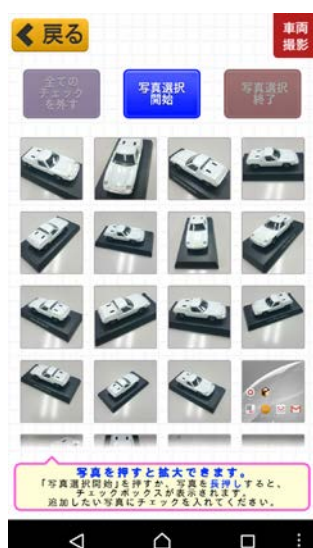 戻る
車両
撮影
全ての
チェック
を外す
写真選択
開始
写真選択
終了
写真を押すと拡大できます。
「写真選択開始」を押すか、写真を長押しすると、
チェックボックスが表示されます。
追加したい写真にチェックを入れてください。